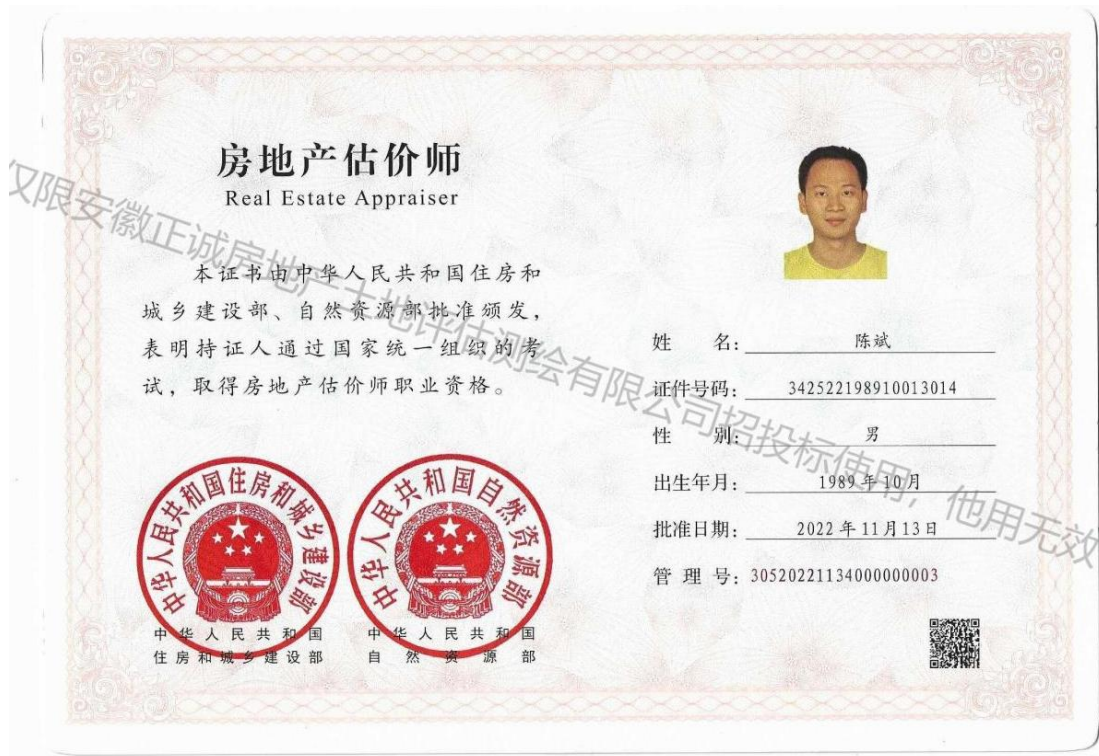 房地产估价师
Real Estate Appraiser
本证书由中华人民共和国住房和
城乡建设部、自然资源部批准颁发，
表明持证人通过国家统一组织的考
试，取得房地产估价师职业资格。
姓 名：陈斌
证件号码：342522198910013014
性 别：男
出生年月：1989年10月
批准日期：2022年11月13日
管 理 号：30520221134000000003
中华人民共和国住房和城乡建设部
中华人民共和国自然资源部
中华人民共和国
住房和城乡建设部
中华人民共和国
自然资源部
仅限安徽正诚房地产土地评估测绘有限公司招投标使用，他用无效